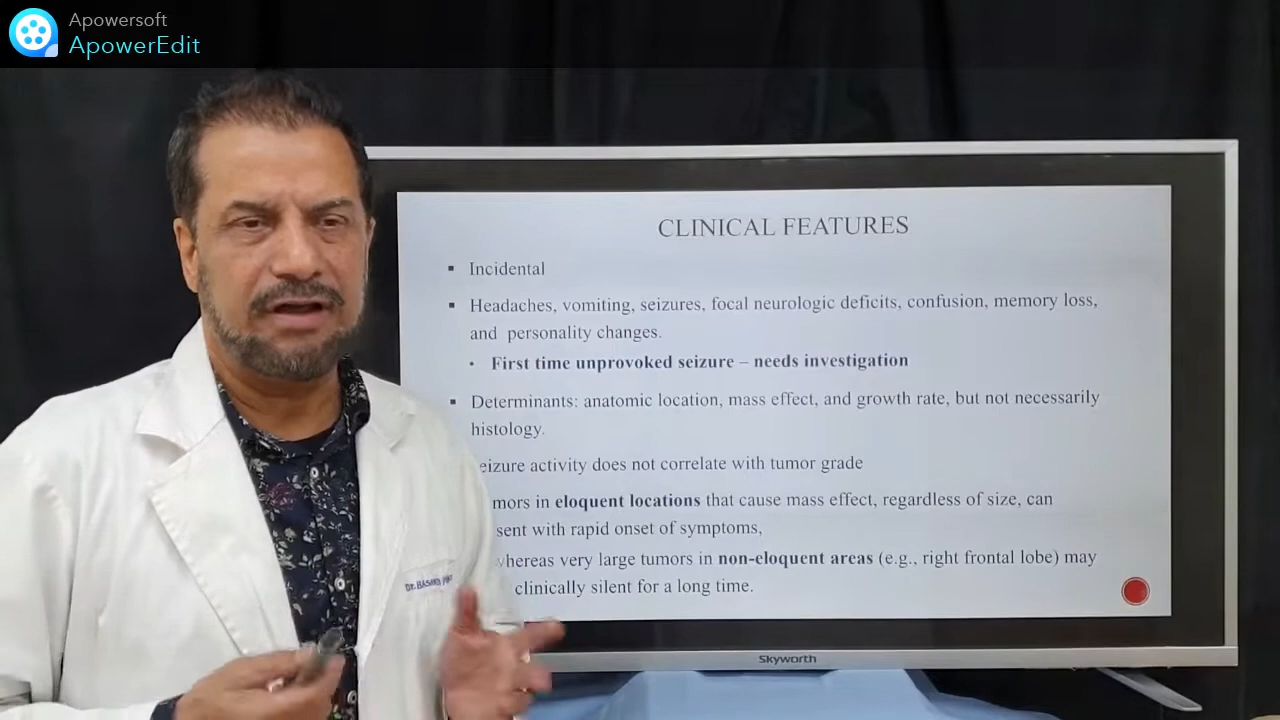 Apowersoft
ApowerEdit
CLINICAL FEATURES
▪ Incidental
▪ Headaches, vomiting, seizures, focal neurologic deficits, confusion, memory loss,
and personality changes.
• First time unprovoked seizure – needs investigation
▪ Determinants: anatomic location, mass effect, and growth rate, but not necessarily
histology.
eizure activity does not correlate with tumor grade
mors in eloquent locations that cause mass effect, regardless of size, can
sent with rapid onset of symptoms,
whereas very large tumors in non-eloquent areas (e.g., right frontal lobe) may
clinically silent for a long time.
Dr.
Skyworth